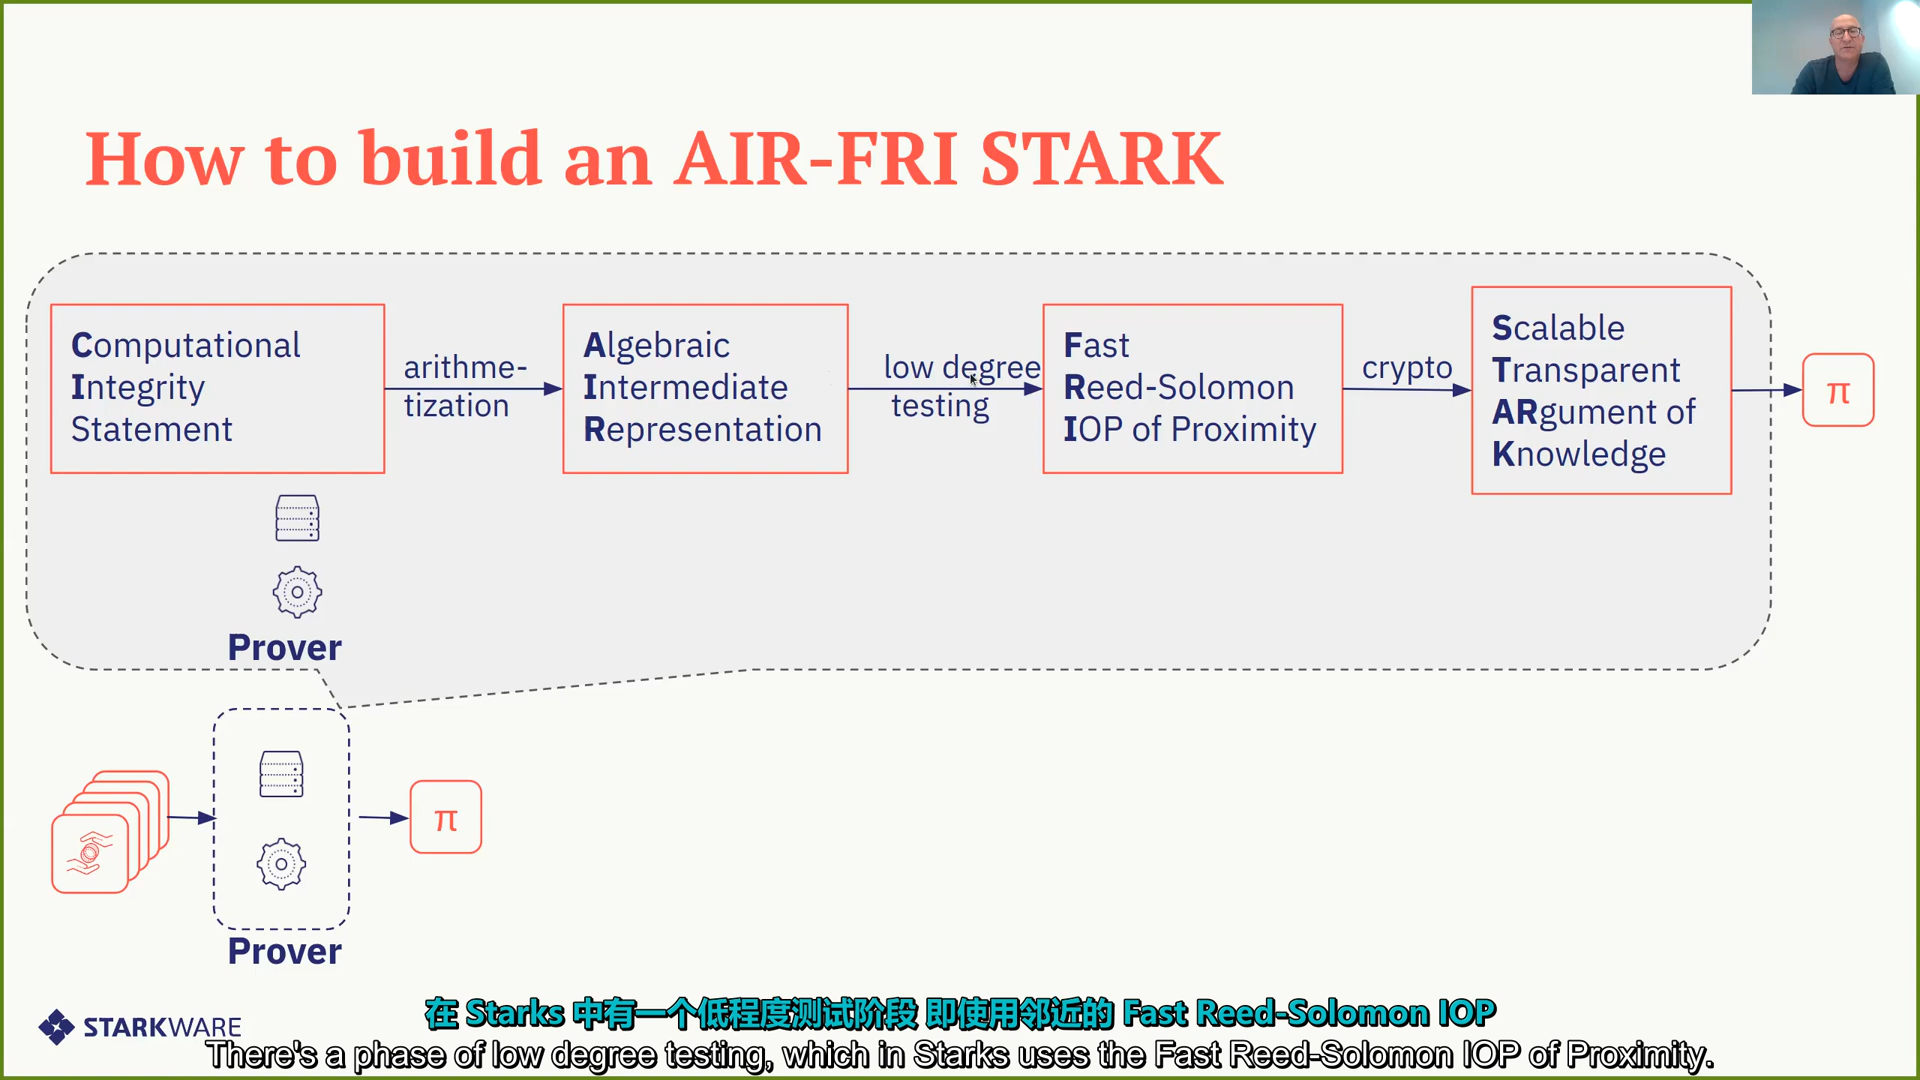 How to build an AIR-FRI STARK
Computational
Integrity
Statement
arithme-
tization
Algebraic
Intermediate
Representation
low degree
testing
Fast
Reed-Solomon
IOP of Proximity
crypto
Scalable
Transparent
ARgument of
Knowledge
π
Prover
π
Prover
STARKWARE
在 Starks 中有一个低程度测试阶段 即使用邻近的 Fast Reed-Solomon IOP
There's a phase of low degree testing, which in Starks uses the Fast Reed-Solomon IOP of Proximity.